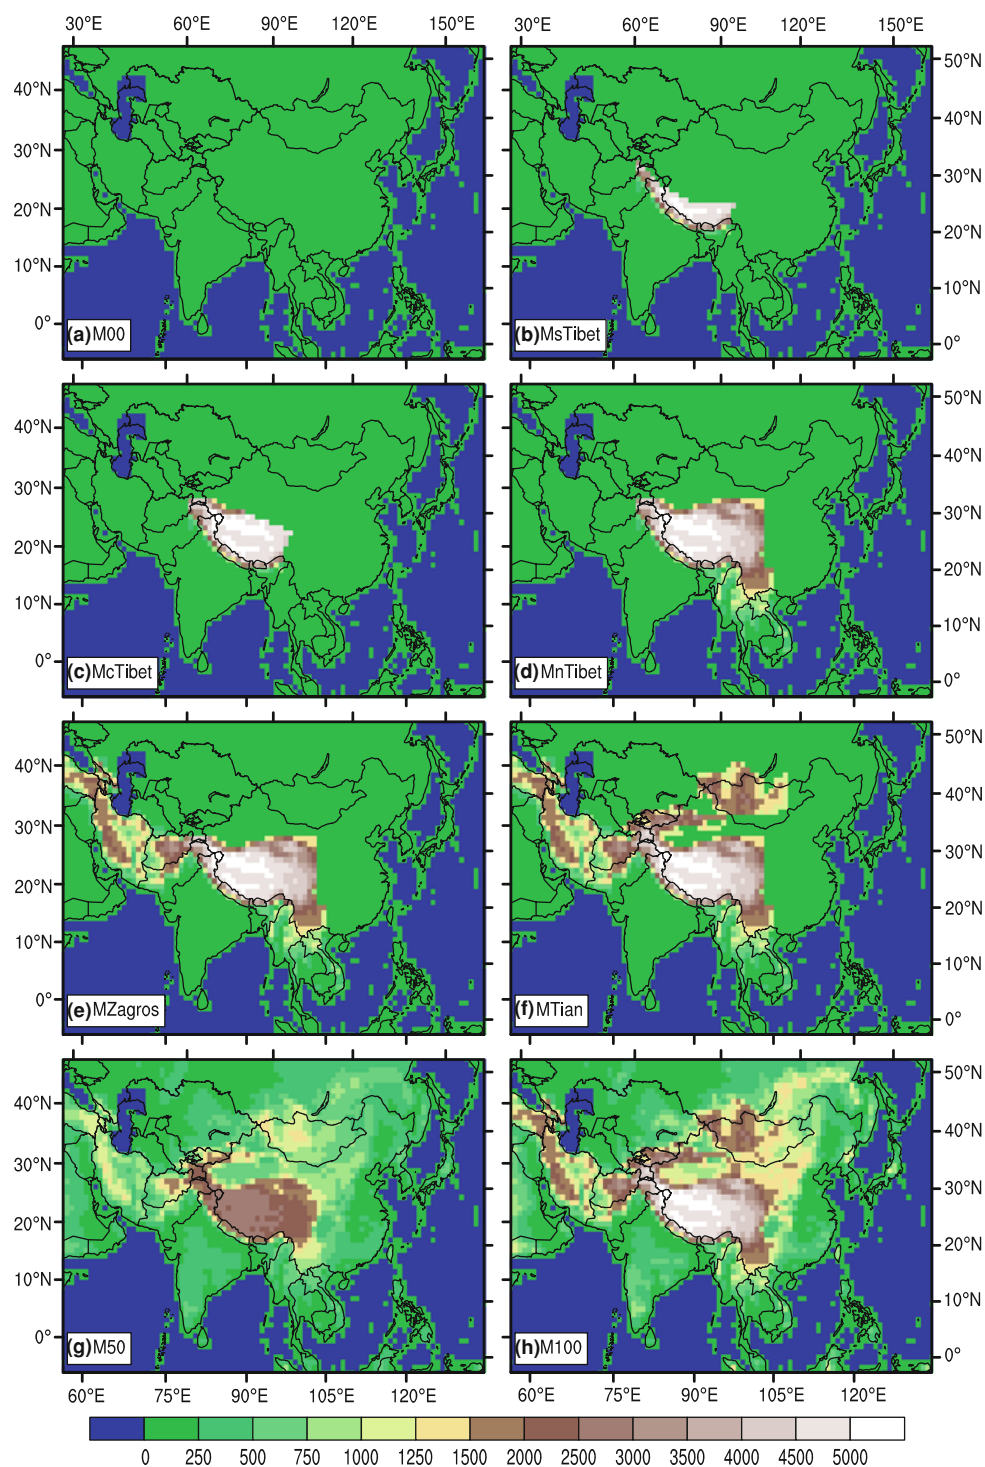 30°E 60°E 90°E 120°E 150°E 30°E 60°E 90°E 120°E 150°E
40°N 30°N 20°N 10°N 0°
(a) M00
50°N 40°N 30°N 20°N 10°N 0°
(b) MsTibet
40°N 30°N 20°N 10°N 0°
(c) McTibet
50°N 40°N 30°N 20°N 10°N 0°
(d) MnTibet
40°N 30°N 20°N 10°N 0°
(e) MZagros
50°N 40°N 30°N 20°N 10°N 0°
(f) MTian
40°N 30°N 20°N 10°N 0°
(g) M50
50°N 40°N 30°N 20°N 10°N 0°
(h) M100
60°E 75°E 90°E 105°E 120°E 60°E 75°E 90°E 105°E 120°E
0 250 500 750 1000 1250 1500 2000 2500 3000 3500 4000 4500 5000